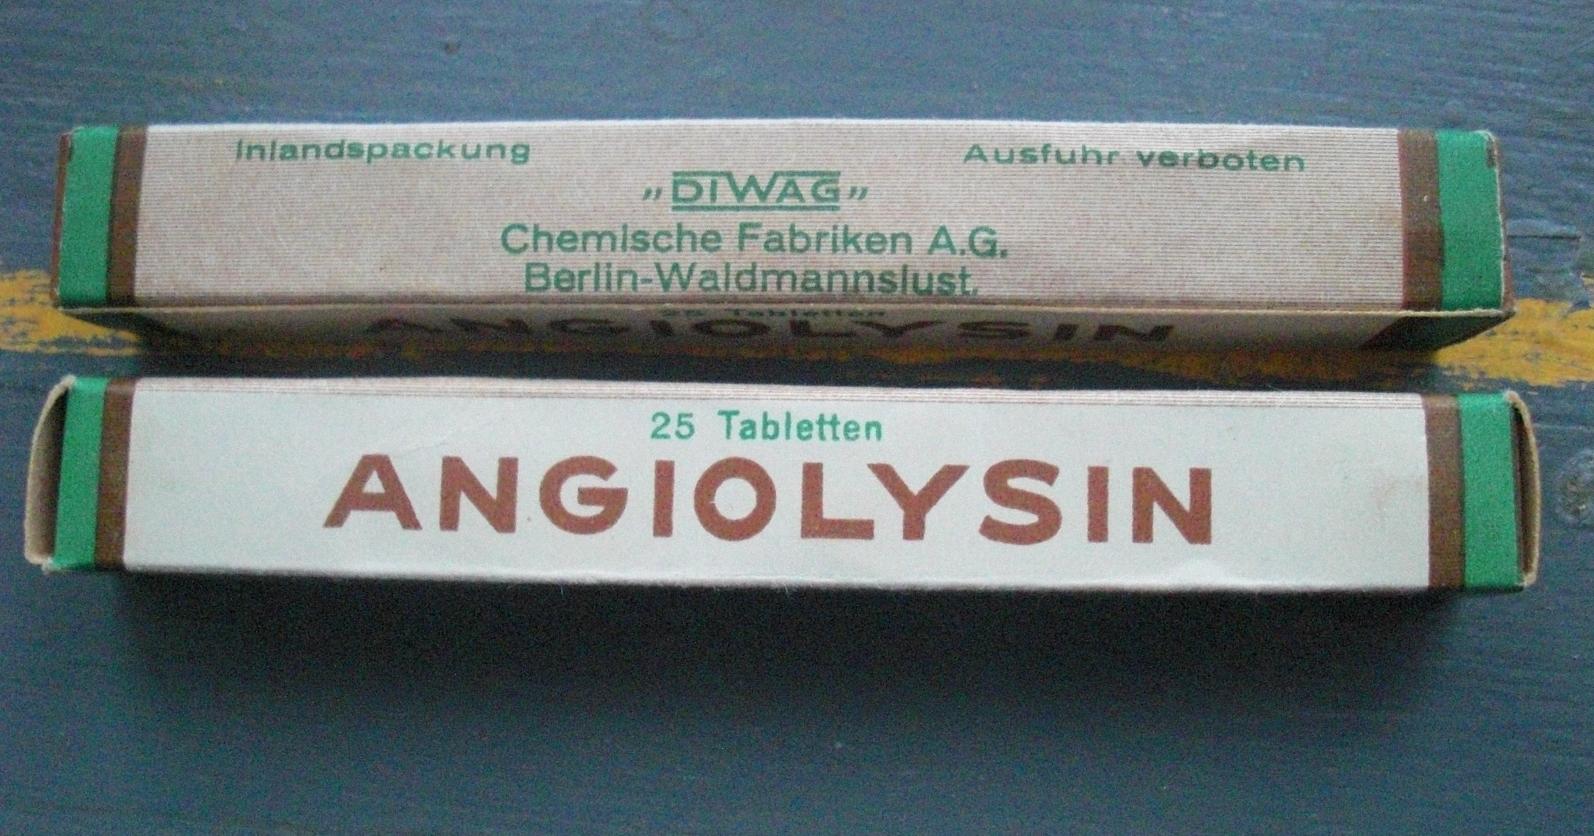 Inlandspackung Ausfuhr verboten
„DIWAG”
Chemische Fabriken A.G.
Berlin-Waldmannslust.
25 Tabletten
ANGIOLYSIN
25 Tabletten
ANGIOLYSIN